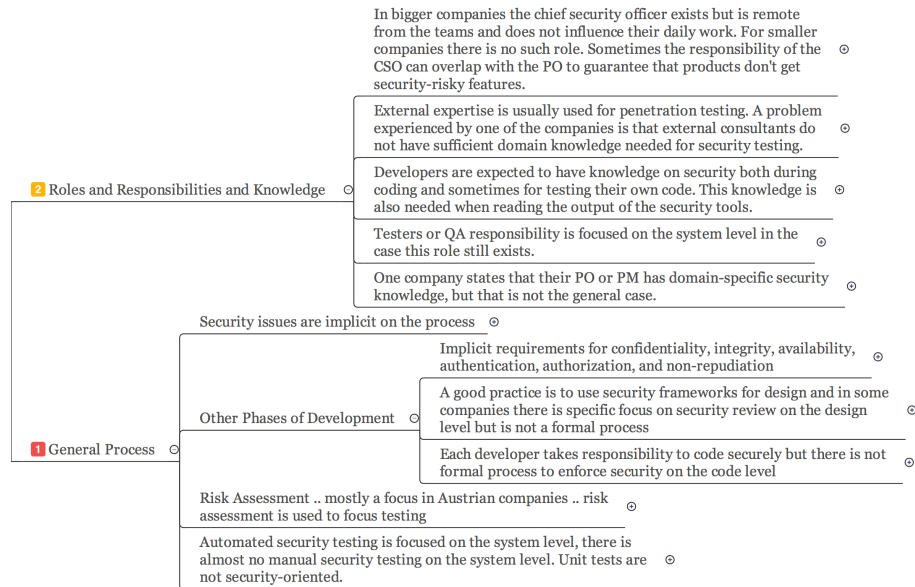 In bigger companies the chief security officer exists but is remote
from the teams and does not influence their daily work. For smaller
companies there is no such role. Sometimes the responsibility of the
CSO can overlap with the PO to guarantee that products don't get
security-risky features.
External expertise is usually used for penetration testing. A problem
experienced by one of the companies is that external consultants do
not have sufficient domain knowledge needed for security testing.
2 Roles and Responsibilities and Knowledge
Developers are expected to have knowledge on security both during
coding and sometimes for testing their own code. This knowledge is
also needed when reading the output of the security tools.
Testers or QA responsibility is focused on the system level in the
case this role still exists.
One company states that their PO or PM has domain-specific security
knowledge, but that is not the general case.
1 General Process
Security issues are implicit on the process
Other Phases of Development
Implicit requirements for confidentiality, integrity, availability,
authentication, authorization, and non-repudiation
A good practice is to use security frameworks for design and in some
companies there is specific focus on security review on the design
level but is not a formal process
Each developer takes responsibility to code securely but there is not
formal process to enforce security on the code level
Risk Assessment .. mostly a focus in Austrian companies .. risk
assessment is used to focus testing
Automated security testing is focused on the system level, there is
almost no manual security testing on the system level. Unit tests are
not security-oriented.